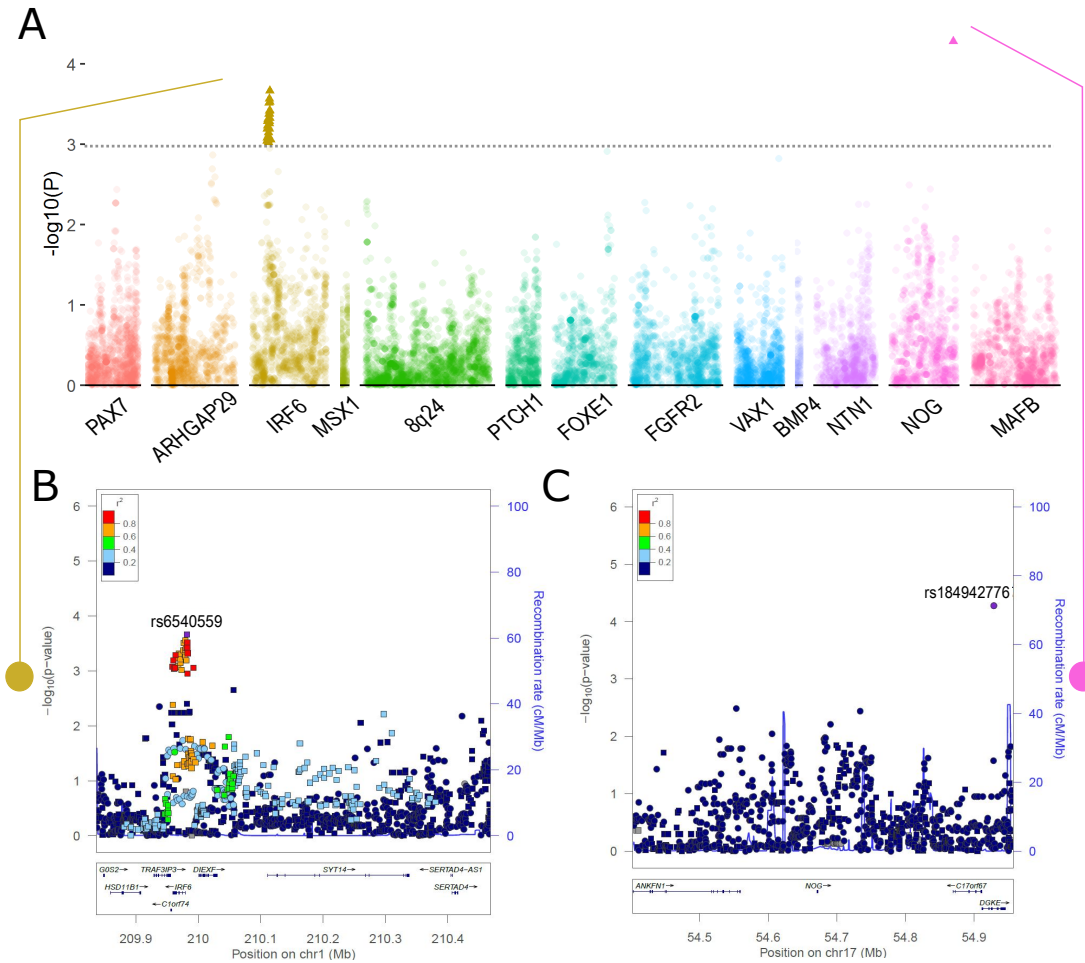 A
4
3
2
1
0
-log10(P)
PAX7
ARHGAP29
IRF6
MSX1
8q24
PTCH1
FOXE1
FGFR2
VAX1
BMP4
NTN1
NOG
MAFB
B
r²
0.8
0.6
0.4
0.2
6
5
4
3
2
1
0
−log₁₀(p−value)
100
80
60
40
20
0
Recombination rate (cM/Mb)
rs6540559
G0S2→
TRAF3IP3→
DIEXF→
SYT14→
←SERTAD4−AS1
HSD11B1→
←IRF6
SERTAD4→
←C1orf74
209.9
210
210.1
210.2
210.3
210.4
Position on chr1 (Mb)
C
r²
0.8
0.6
0.4
0.2
6
5
4
3
2
1
0
−log₁₀(p−value)
100
80
60
40
20
0
Recombination rate (cM/Mb)
rs184942776
ANKFN1→
NOG→
←C17orf67
DGKE→
54.5
54.6
54.7
54.8
54.9
Position on chr17 (Mb)